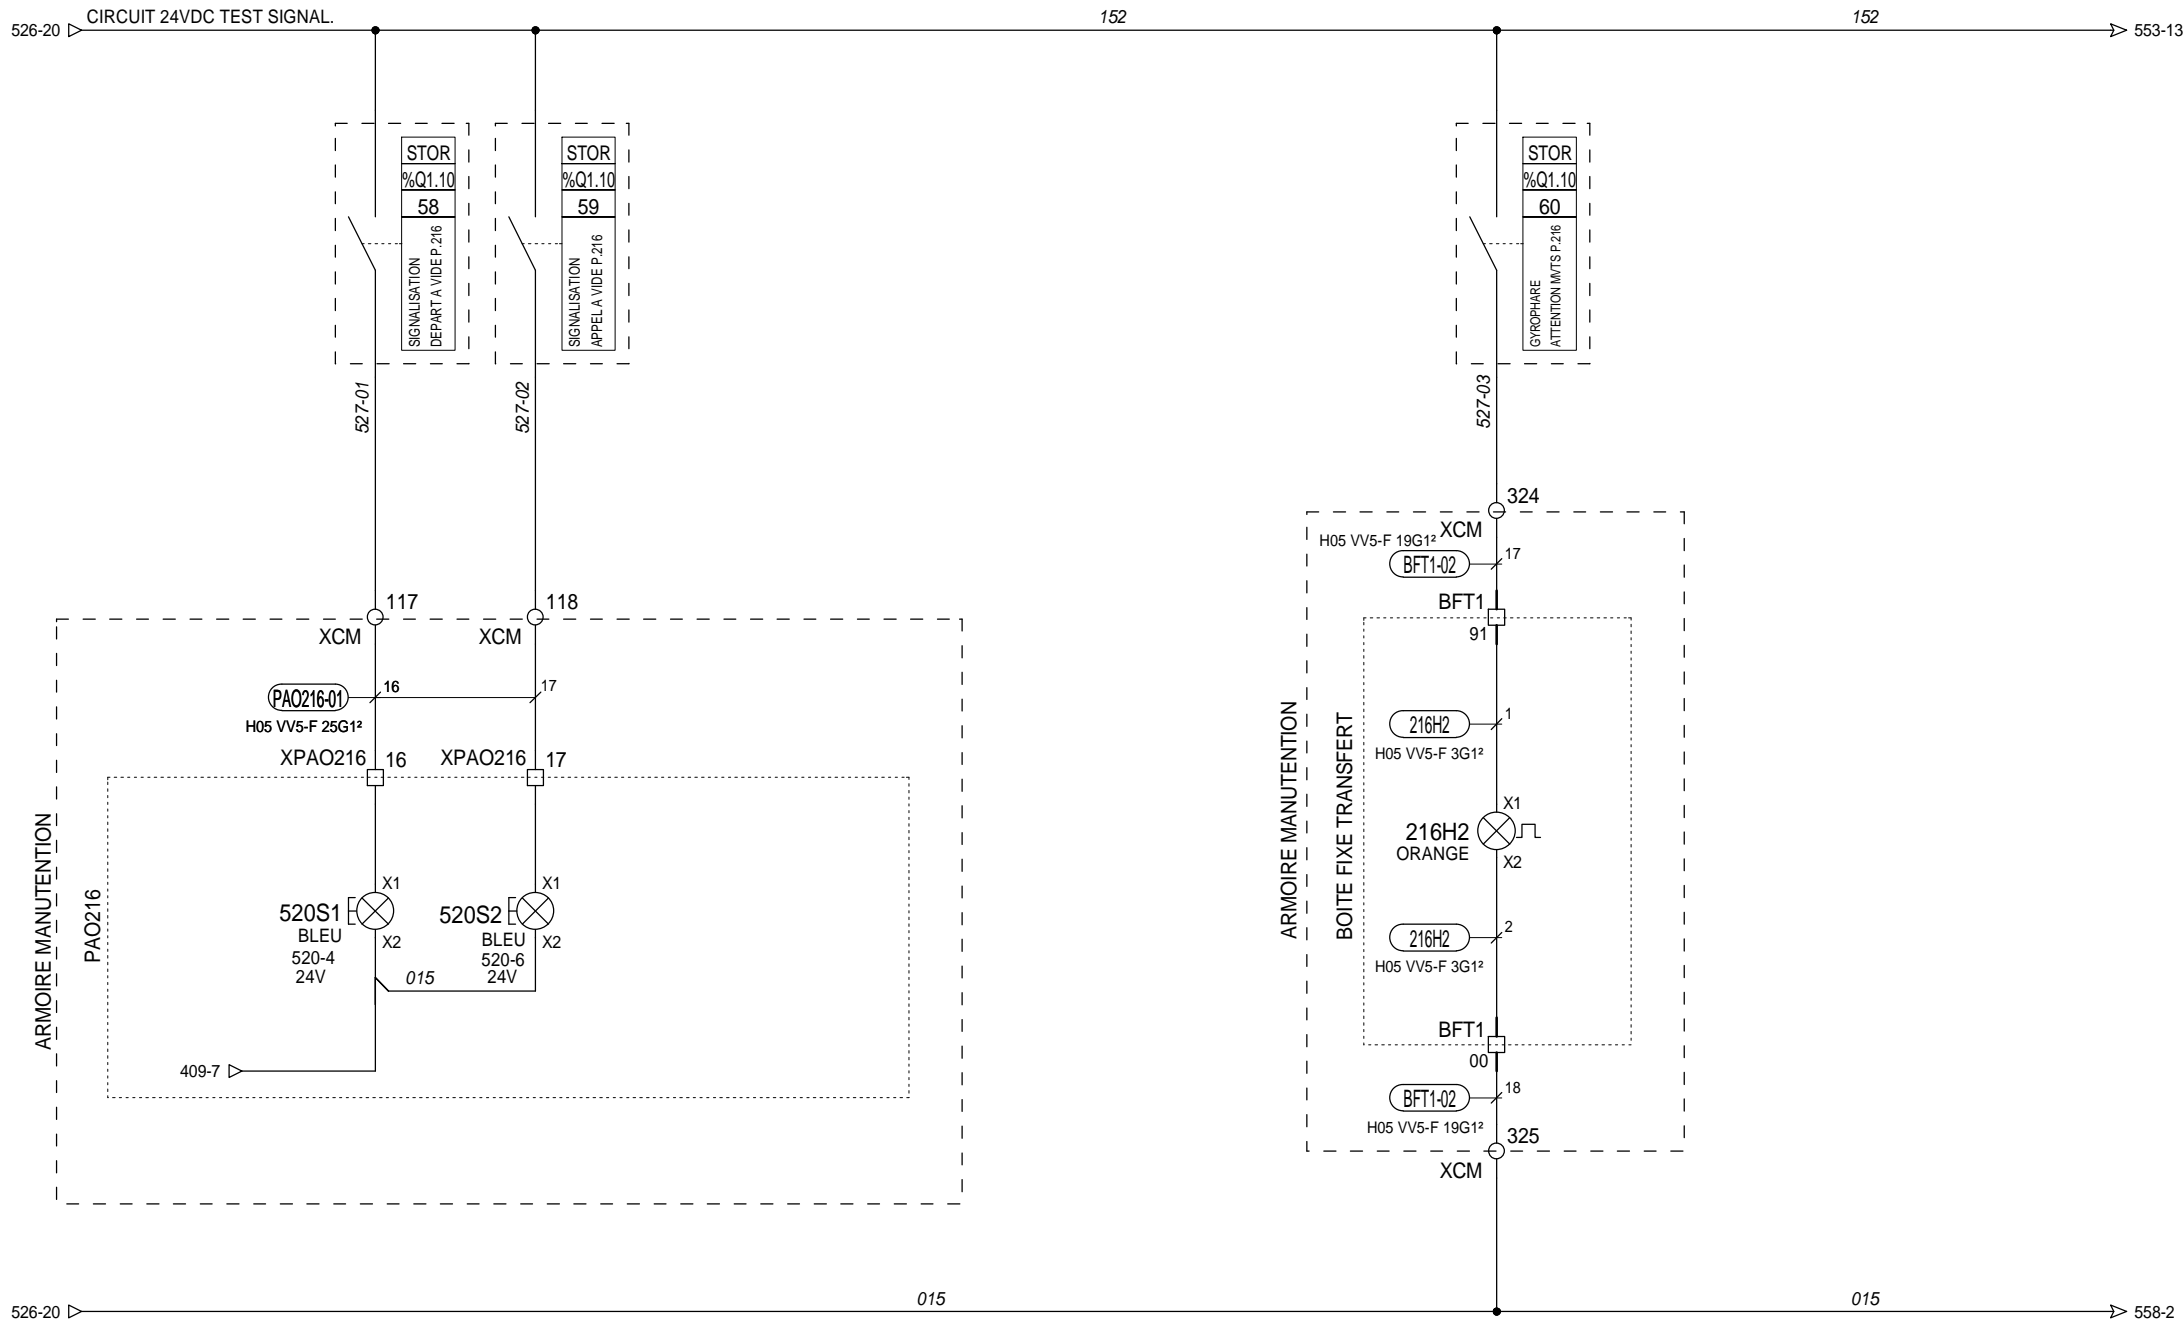 CIRCUIT 24VDC TEST SIGNAL.
152
152
526-20
553-13
STOR
%Q1.10
58
SIGNALISATION
DEPART A VIDE P.216
STOR
%Q1.10
59
SIGNALISATION
APPEL A VIDE P.216
STOR
%Q1.10
60
GYROPHARE
ATTENTION MVTS P.216
527-01
527-02
527-03
117
XCM
118
XCM
PAO216-01
16
17
H05 VV5-F 25G1²
XPAO216
16
XPAO216
17
ARMOIRE MANUTENTION
PAO216
X1
520S1
BLEU
X2
520-4
24V
X1
520S2
BLEU
X2
520-6
24V
015
409-7
324
XCM
H05 VV5-F 19G1²
BFT1-02
17
BFT1
91
ARMOIRE MANUTENTION
BOITE FIXE TRANSFERT
216H2
1
H05 VV5-F 3G1²
X1
216H2
ORANGE
X2
216H2
2
H05 VV5-F 3G1²
BFT1
00
BFT1-02
18
H05 VV5-F 19G1²
325
XCM
526-20
015
015
558-2